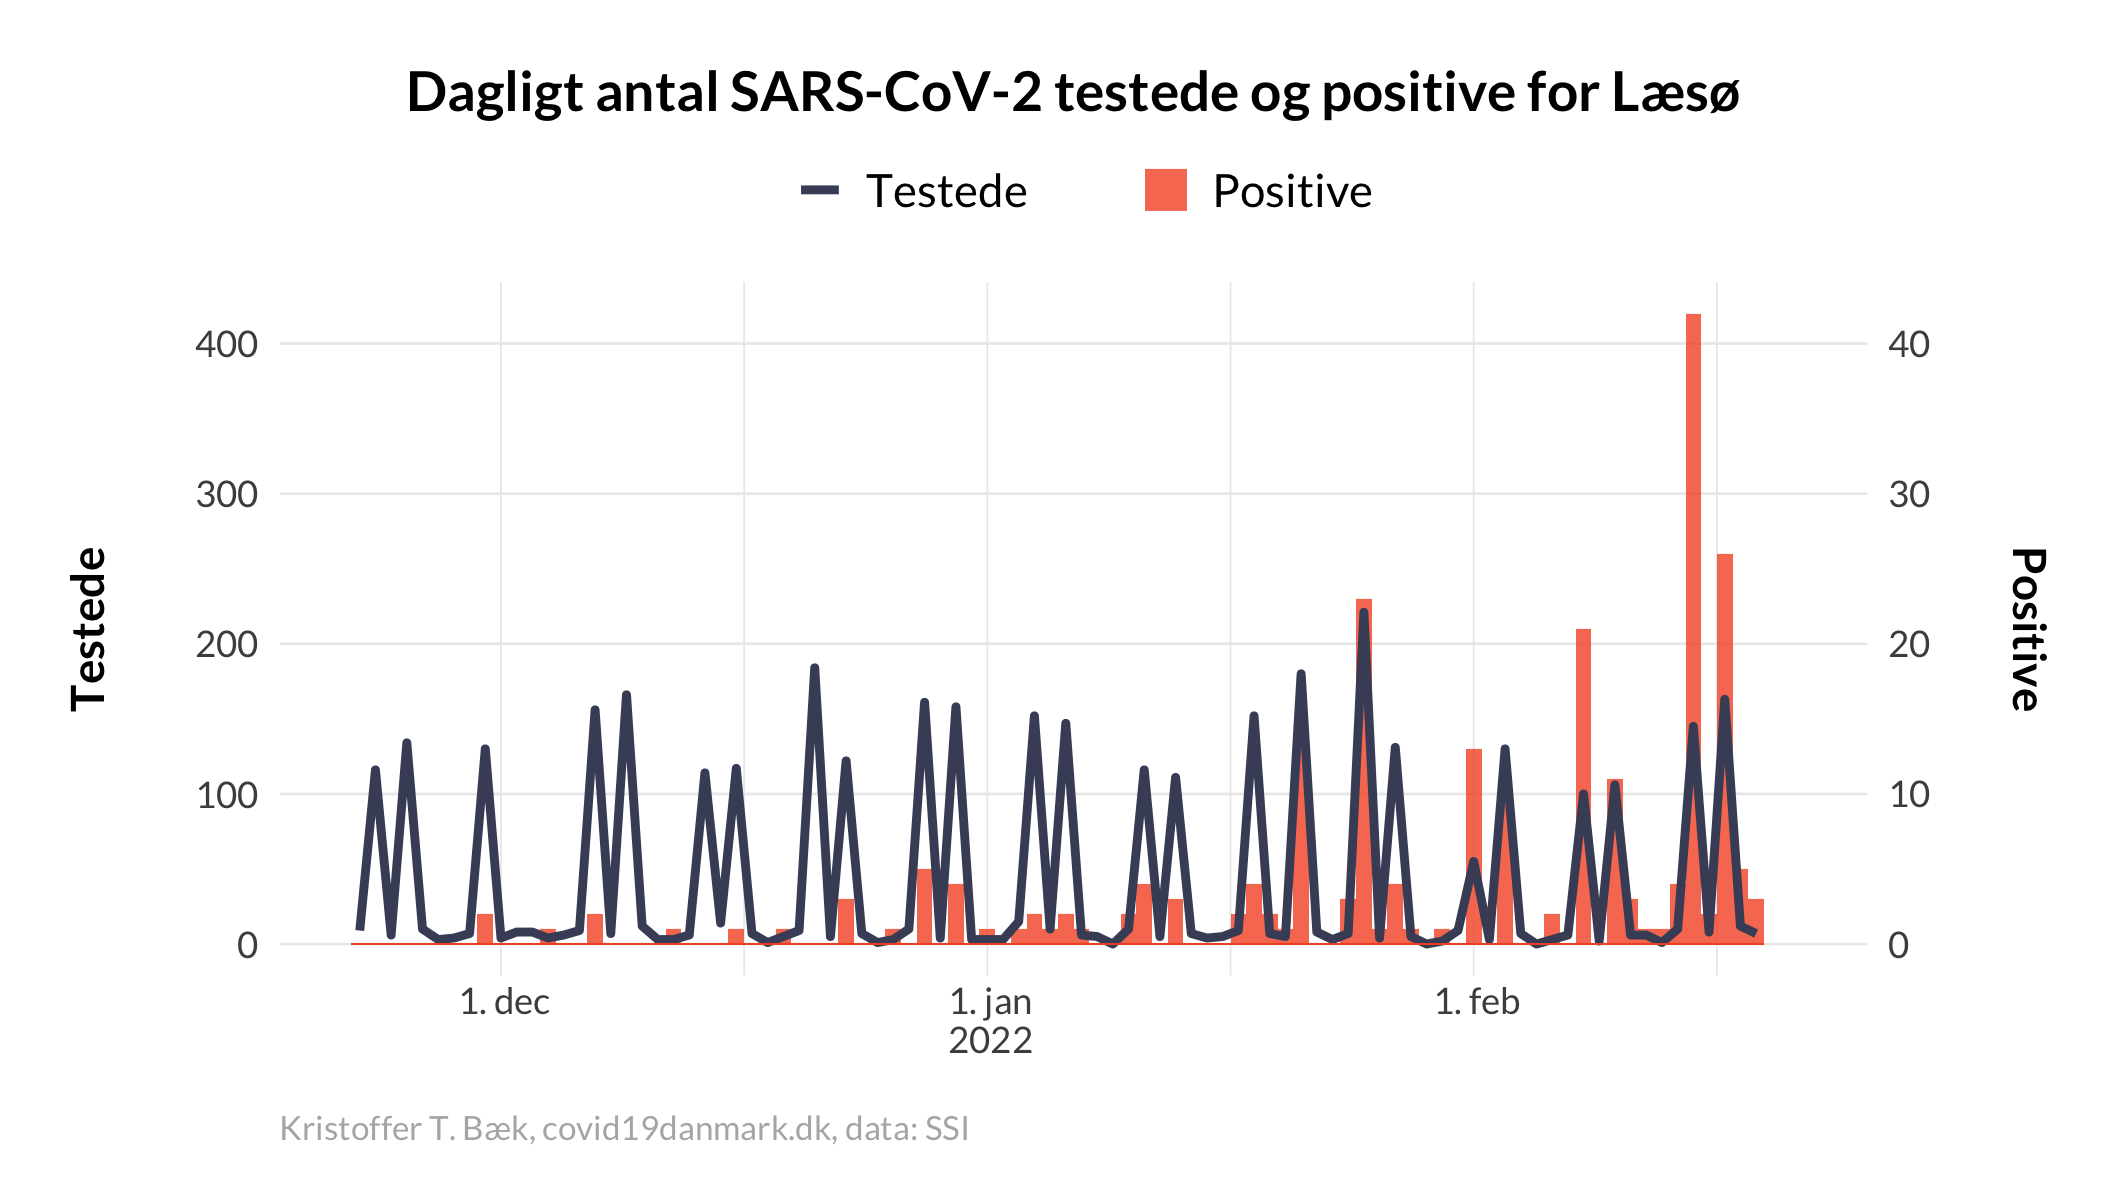 Dagligt antal SARS-CoV-2 testede og positive for Læsø
Testede
Positive
400
300
200
100
0
40
30
20
10
0
Testede
Positive
1. dec
1. jan
2022
1. feb
Kristoffer T. Bæk, covid19danmark.dk, data: SSI